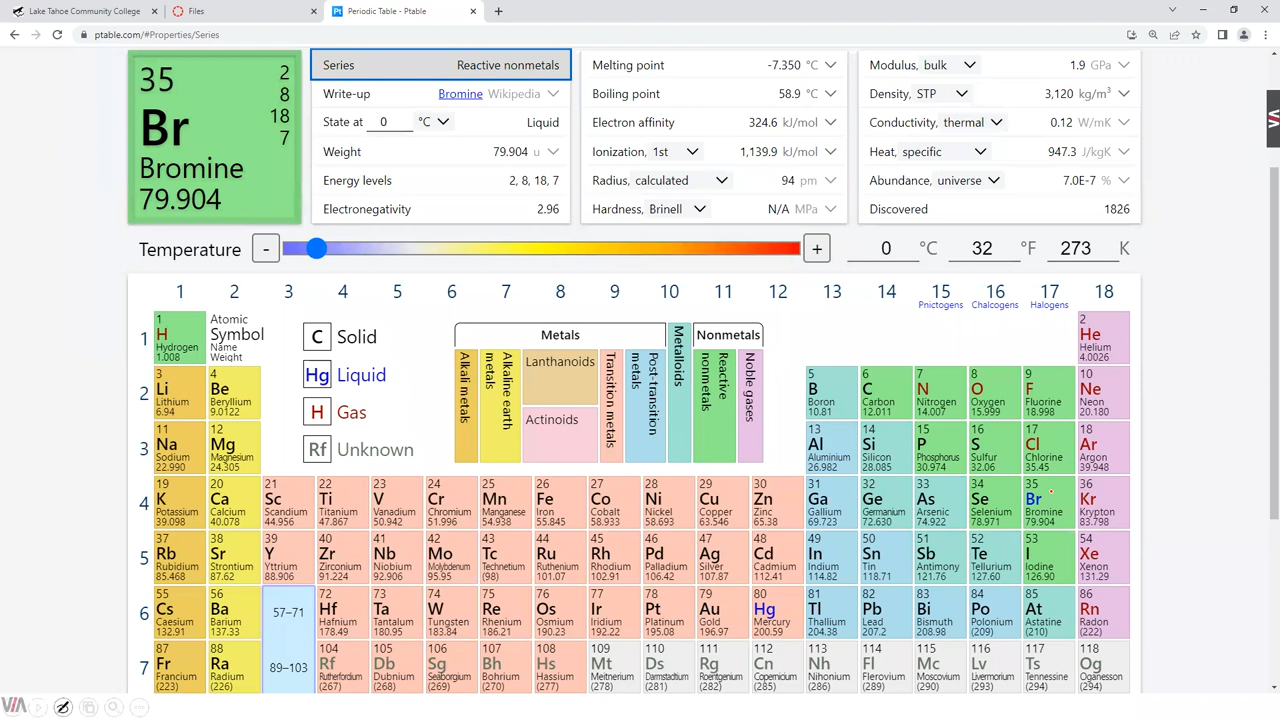 Lake Tahoe Community College
Files
Periodic Table - Ptable
ptable.com/#Properties/Series
35
Br
Bromine
79.904
2
8
18
7
Series Reactive nonmetals
Write-up Bromine Wikipedia
State at 0 °C Liquid
Weight 79.904 u
Energy levels 2, 8, 18, 7
Electronegativity 2.96
Melting point -7.350 °C
Boiling point 58.9 °C
Electron affinity 324.6 kJ/mol
Ionization, 1st 1,139.9 kJ/mol
Radius, calculated 94 pm
Hardness, Brinell N/A MPa
Modulus, bulk 1.9 GPa
Density, STP 3,120 kg/m³
Conductivity, thermal 0.12 W/mK
Heat, specific 947.3 J/kgK
Abundance, universe 7.0E-7 %
Discovered 1826
Temperature - + 0 °C 32 °F 273 K
1 2 3 4 5 6 7 8 9 10 11 12 13 14 15 16 17 18
Pnictogens Chalcogens Halogens
Atomic
Symbol
Name
Weight
C Solid
Hg Liquid
H Gas
Rf Unknown
Metals
Metalloids
Nonmetals
Alkali metals
Alkaline earth metals
Lanthanoids
Actinoids
Transition metals
Post-transition metals
Reactive nonmetals
Noble gases
1
1 2
H He
Hydrogen Helium
1.008 4.0026
2
3 4 5 6 7 8 9 10
Li Be B C N O F Ne
Lithium Beryllium Boron Carbon Nitrogen Oxygen Fluorine Neon
6.94 9.0122 10.81 12.011 14.007 15.999 18.998 20.180
3
11 12 13 14 15 16 17 18
Na Mg Al Si P S Cl Ar
Sodium Magnesium Aluminium Silicon Phosphorus Sulfur Chlorine Argon
22.990 24.305 26.982 28.085 30.974 32.06 35.45 39.948
4
19 20 21 22 23 24 25 26 27 28 29 30 31 32 33 34 35 36
K Ca Sc Ti V Cr Mn Fe Co Ni Cu Zn Ga Ge As Se Br Kr
Potassium Calcium Scandium Titanium Vanadium Chromium Manganese Iron Cobalt Nickel Copper Zinc Gallium Germanium Arsenic Selenium Bromine Krypton
39.098 40.078 44.956 47.867 50.942 51.996 54.938 55.845 58.933 58.693 63.546 65.38 69.723 72.630 74.922 78.971 79.904 83.798
5
37 38 39 40 41 42 43 44 45 46 47 48 49 50 51 52 53 54
Rb Sr Y Zr Nb Mo Tc Ru Rh Pd Ag Cd In Sn Sb Te I Xe
Rubidium Strontium Yttrium Zirconium Niobium Molybdenum Technetium Ruthenium Rhodium Palladium Silver Cadmium Indium Tin Antimony Tellurium Iodine Xenon
85.468 87.62 88.906 91.224 92.906 95.95 (98) 101.07 102.91 106.42 107.87 112.41 114.82 118.71 121.76 127.60 126.90 131.29
6
55 56 57–71 72 73 74 75 76 77 78 79 80 81 82 83 84 85 86
Cs Ba Hf Ta W Re Os Ir Pt Au Hg Tl Pb Bi Po At Rn
Caesium Barium Hafnium Tantalum Tungsten Rhenium Osmium Iridium Platinum Gold Mercury Thallium Lead Bismuth Polonium Astatine Radon
132.91 137.33 178.49 180.95 183.84 186.21 190.23 192.22 195.08 196.97 200.59 204.38 207.2 208.98 (209) (210) (222)
7
87 88 89–103 104 105 106 107 108 109 110 111 112 113 114 115 116 117 118
Fr Ra Rf Db Sg Bh Hs Mt Ds Rg Cn Nh Fl Mc Lv Ts Og
Francium Radium Rutherfordium Dubnium Seaborgium Bohrium Hassium Meitnerium Darmstadtium Roentgenium Copernicium Nihonium Flerovium Moscovium Livermorium Tennessine Oganesson
(223) (226) (267) (268) (269) (270) (277) (278) (281) (282) (285) (286) (289) (290) (293) (294) (294)
VIA